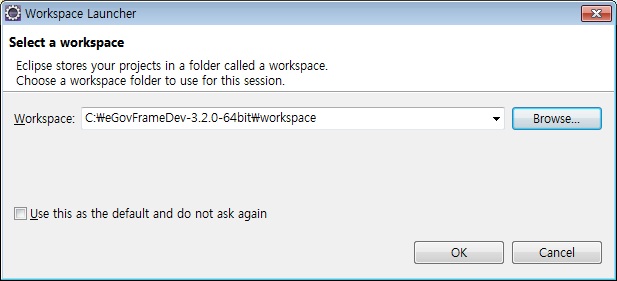 Workspace Launcher
Select a workspace
Eclipse stores your projects in a folder called a workspace.
Choose a workspace folder to use for this session.
Workspace: C:₩eGovFrameDev-3.2.0-64bit₩workspace Browse...
Use this as the default and do not ask again
OK Cancel